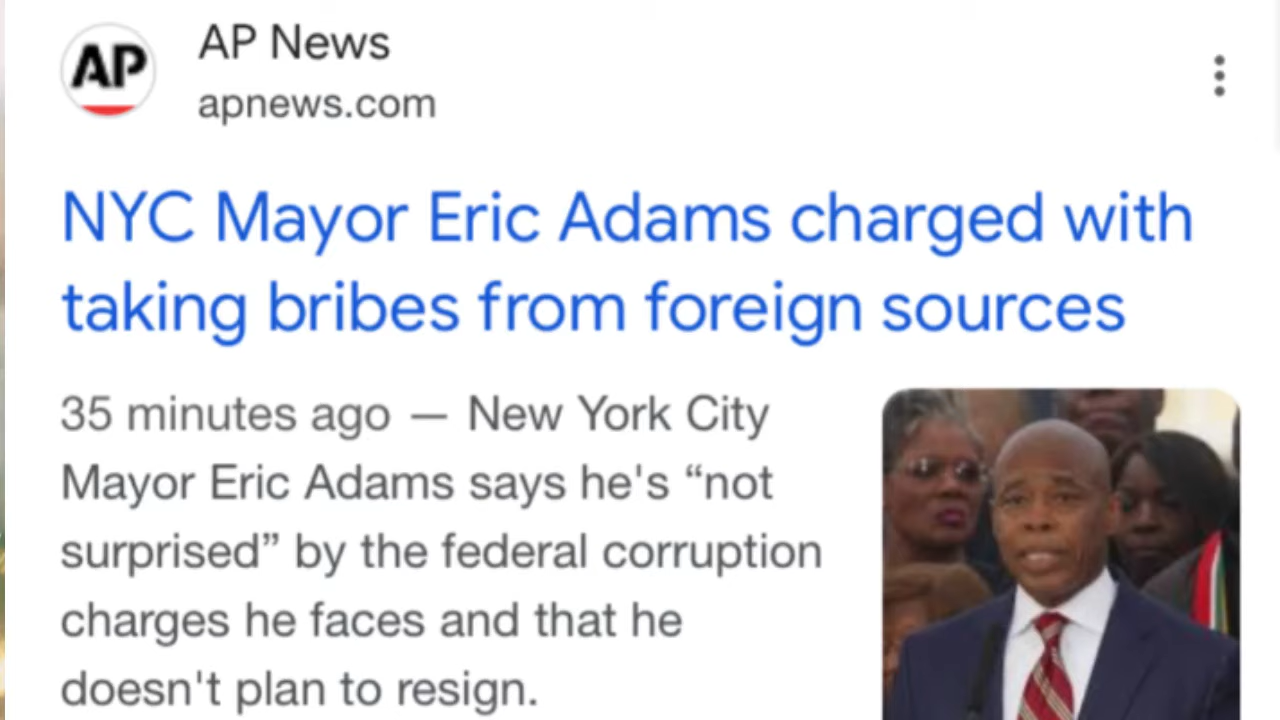 AP
AP News
apnews.com
NYC Mayor Eric Adams charged with
taking bribes from foreign sources
35 minutes ago — New York City
Mayor Eric Adams says he's “not
surprised” by the federal corruption
charges he faces and that he
doesn't plan to resign.